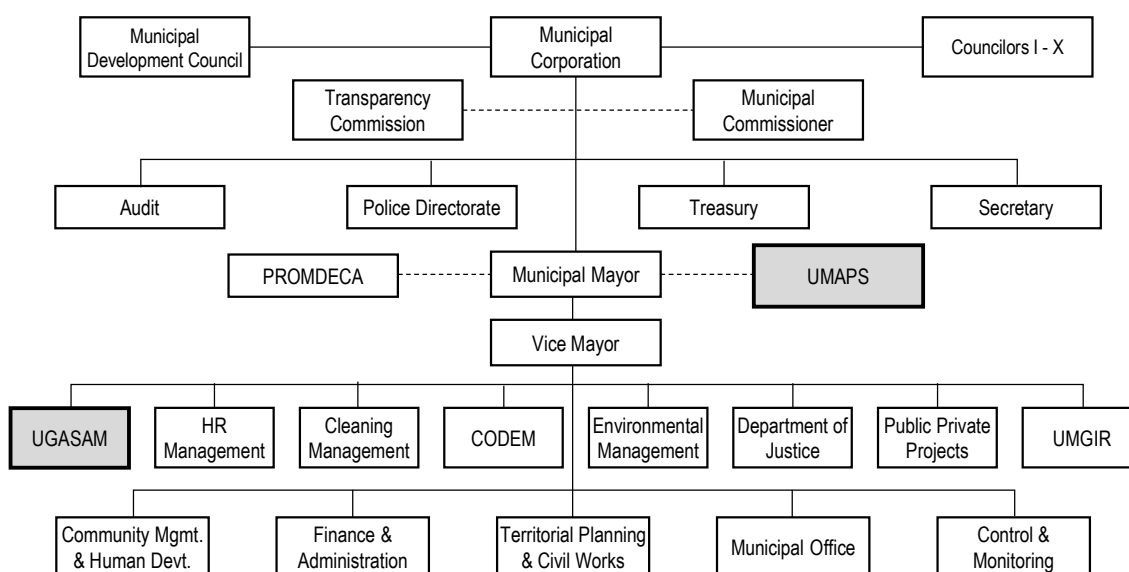 Municipal
Development Council
Municipal
Corporation
Councilors I - X
Transparency
Commission
Municipal
Commissioner
Audit
Police Directorate
Treasury
Secretary
PROMDECA
Municipal Mayor
UMAPS
Vice Mayor
UGASAM
HR
Management
Cleaning
Management
CODEM
Environmental
Management
Department of
Justice
Public Private
Projects
UMGIR
Community Mgmt.
& Human Devt.
Finance &
Administration
Territorial Planning
& Civil Works
Municipal Office
Control &
Monitoring